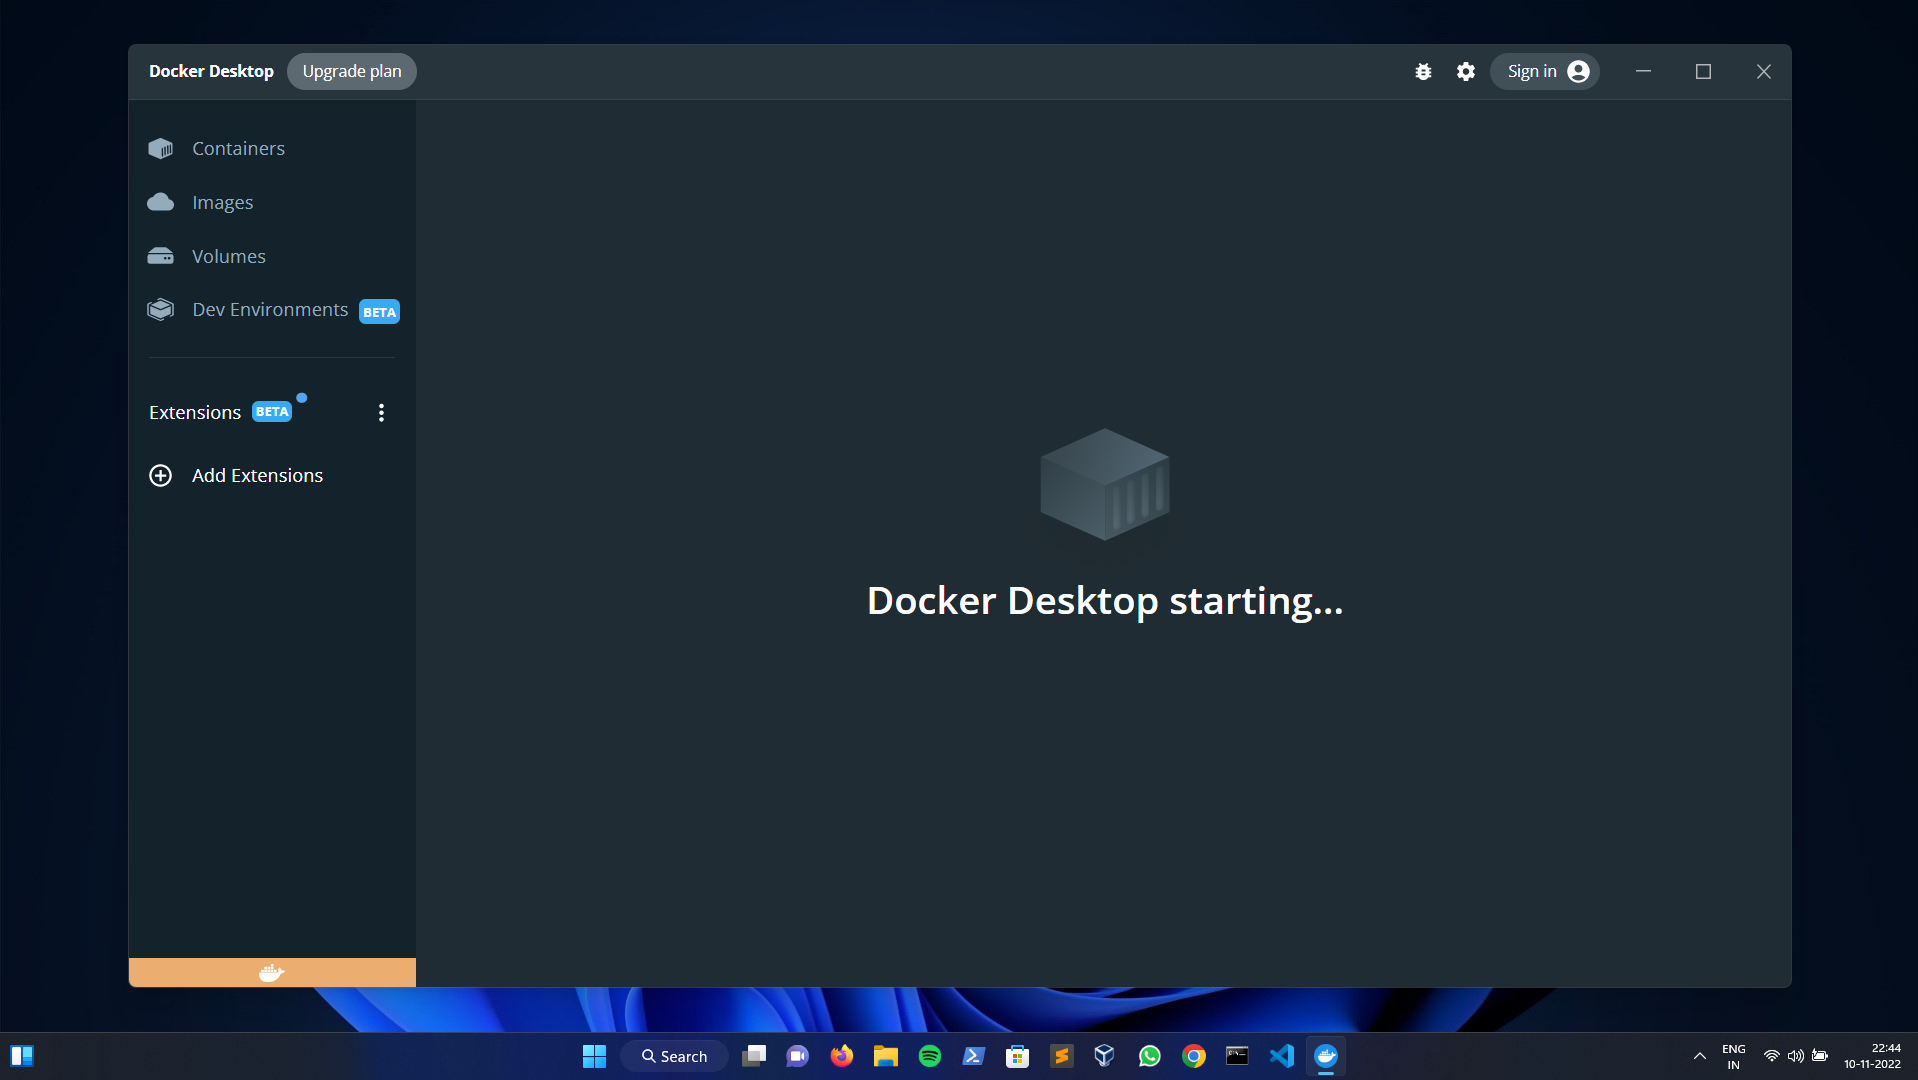 Docker Desktop
Upgrade plan
Sign in
Containers
Images
Volumes
Dev Environments BETA
Extensions BETA
Add Extensions
Docker Desktop starting...
Search
ENG
IN
22:44
10-11-2022